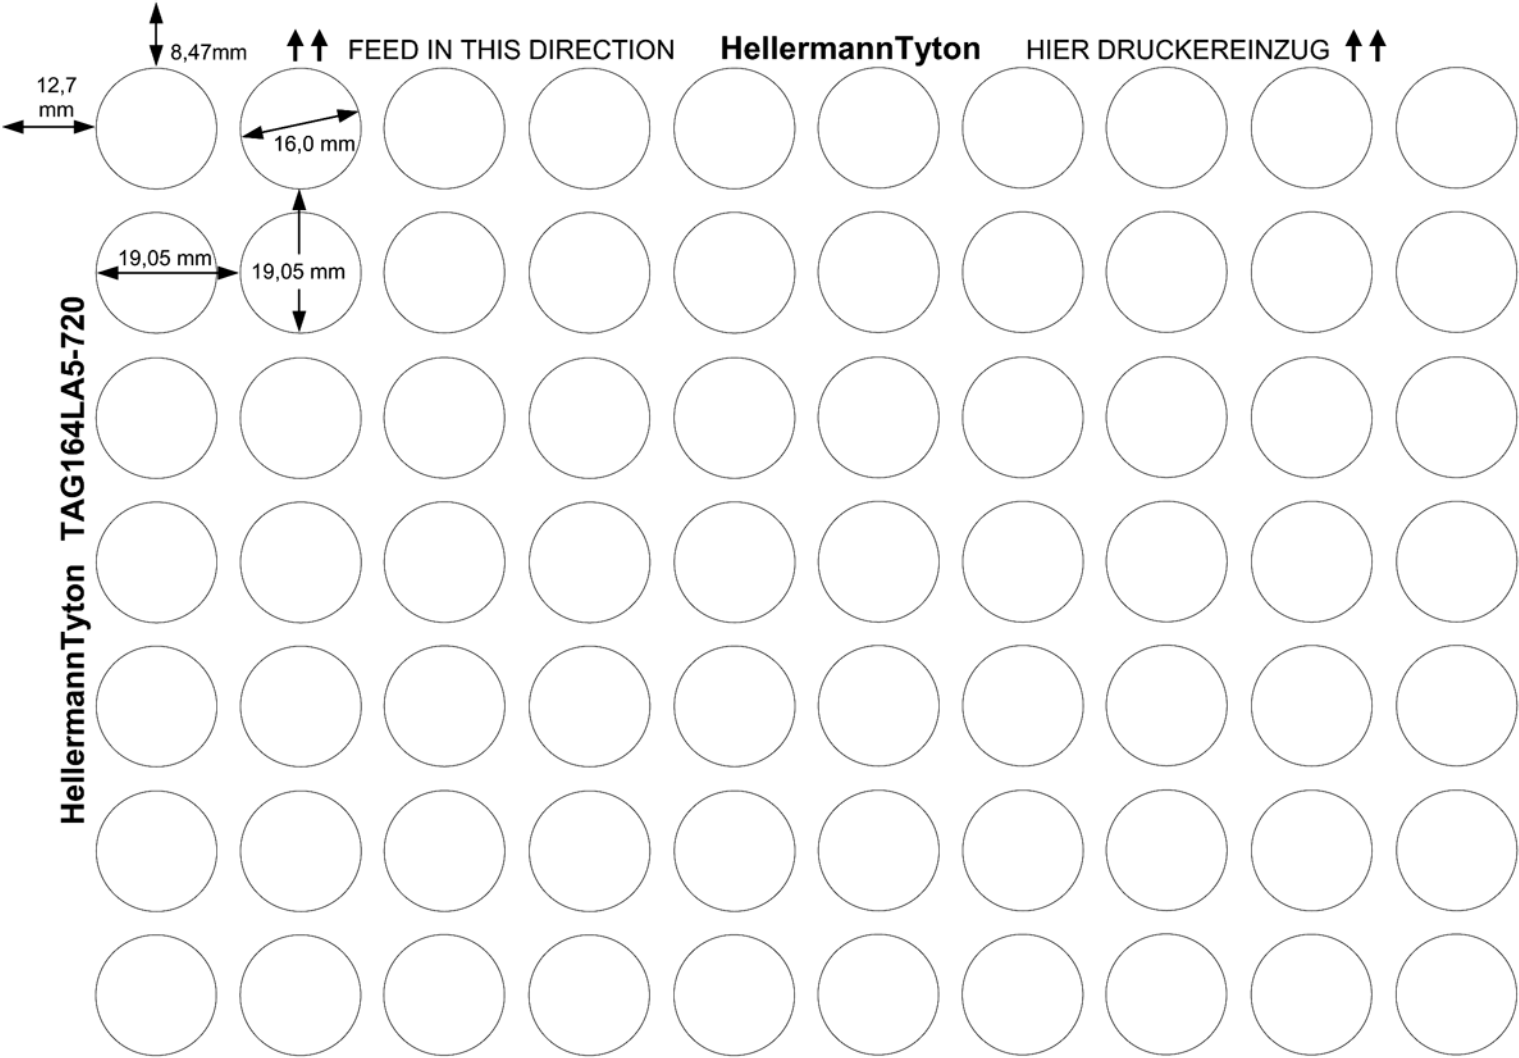 8,47mm
FEED IN THIS DIRECTION HellermannTyton HIER DRUCKEREINZUG
12,7
mm
16,0 mm
19,05 mm
19,05 mm
HellermannTyton TAG164LA5-720